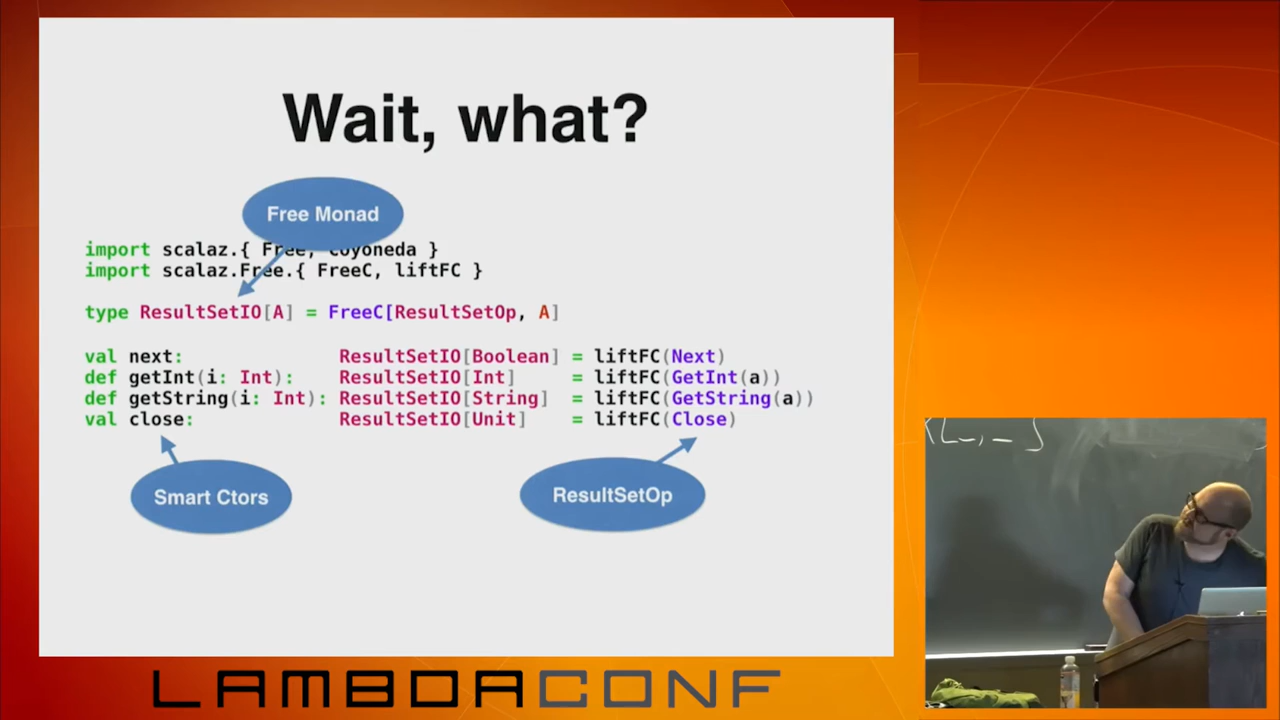 Wait, what?
Free Monad
import scalaz.{ Free, Coyoneda }
import scalaz.Free.{ FreeC, liftFC }
type ResultSetIO[A] = FreeC[ResultSetOp, A]
val next: ResultSetIO[Boolean] = liftFC(Next)
def getInt(i: Int): ResultSetIO[Int] = liftFC(GetInt(a))
def getString(i: Int): ResultSetIO[String] = liftFC(GetString(a))
val close: ResultSetIO[Unit] = liftFC(Close)
Smart Ctors
ResultSetOp
LAMBDACONF